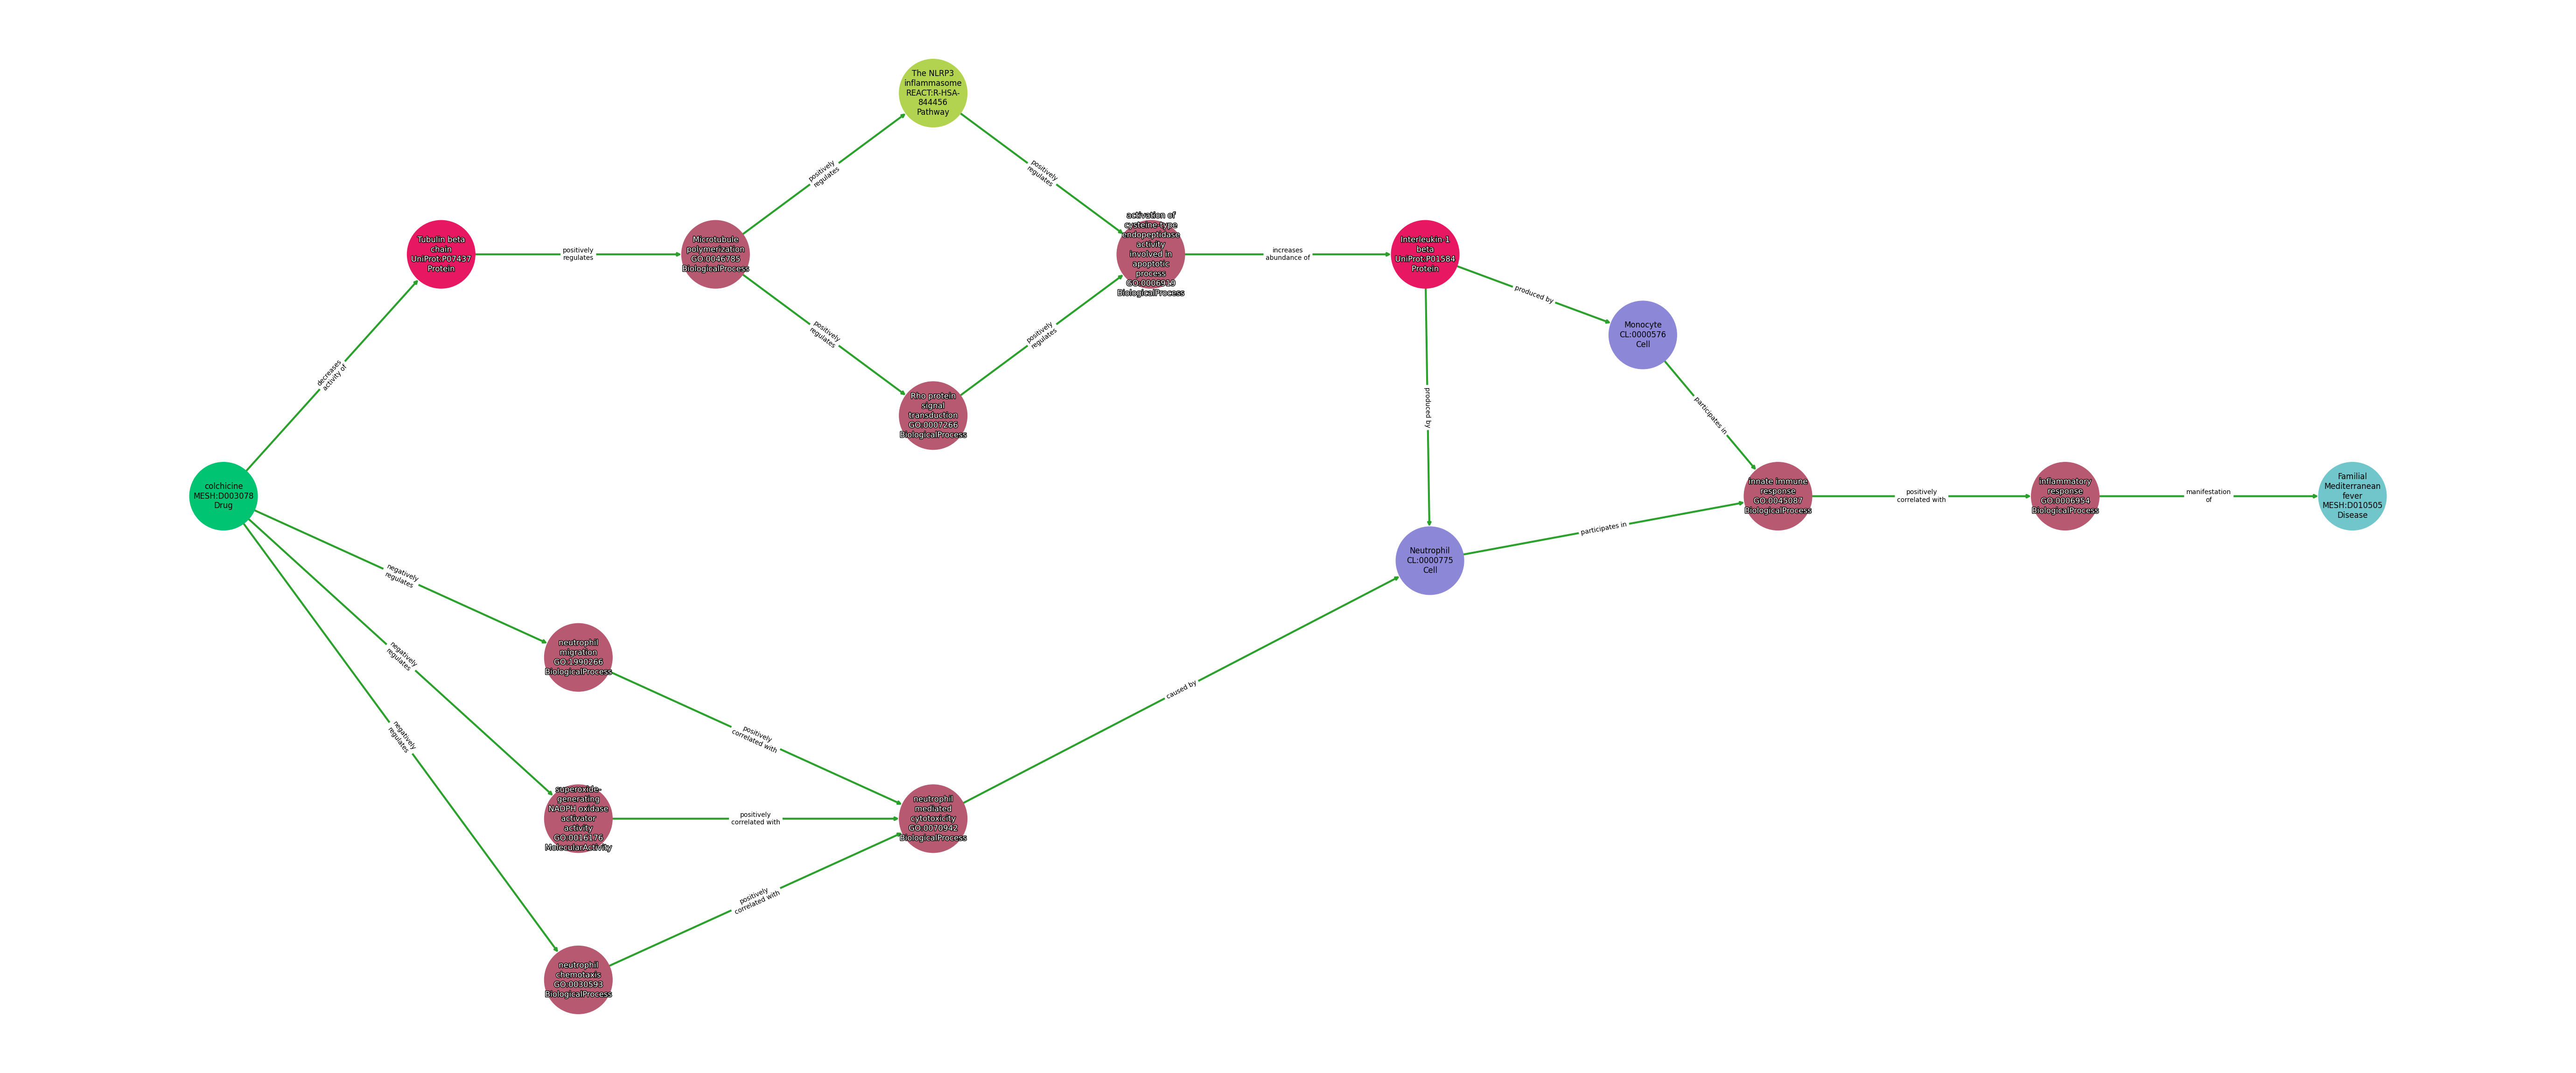 The NLRP3
inflammasome
REACT:R-HSA-
844456
Pathway
positively
regulates
positively
regulates
Tubulin beta
chain
UniProt:P07437
Protein
positively
regulates
Microtubule
polymerization
GO:0046785
BiologicalProcess
activation of
cysteine-type
endopeptidase
activity
involved in
apoptotic
process
GO:0006919
BiologicalProcess
increases
abundance of
Interleukin-1
beta
UniProt:P01584
Protein
produced by
Monocyte
CL:0000576
Cell
positively
regulates
positively
regulates
decreases
activity of
Rho protein
signal
transduction
GO:0007266
BiologicalProcess
produced by
participates in
colchicine
MESH:D003078
Drug
Innate Immune
response
GO:0045087
BiologicalProcess
positively
correlated with
inflammatory
response
GO:0006954
BiologicalProcess
manifestation
of
Familial
Mediterranean
fever
MESH:D010505
Disease
participates in
Neutrophil
CL:0000775
Cell
negatively
regulates
negatively
regulates
neutrophil
migration
GO:1990266
BiologicalProcess
caused by
negatively
regulates
positively
correlated with
superoxide-
generating
NADPH oxidase
activator
activity
GO:0016176
MolecularActivity
positively
correlated with
neutrophil
mediated
cytotoxicity
GO:0070942
BiologicalProcess
positively
correlated with
neutrophil
chemotaxis
GO:0030593
BiologicalProcess